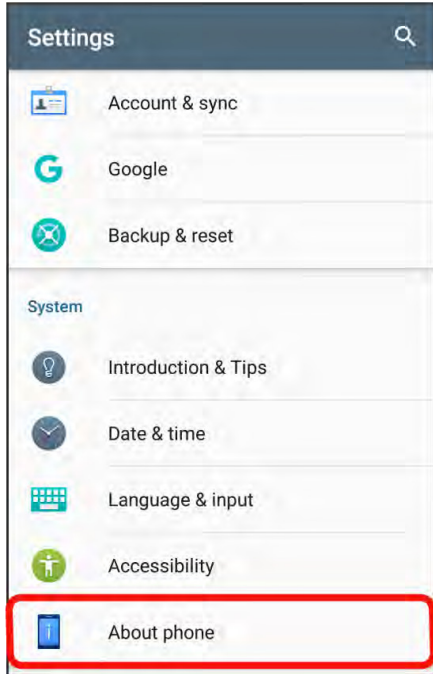 Settings
Account & sync
Google
Backup & reset
System
Introduction & Tips
Date & time
Language & input
Accessibility
About phone